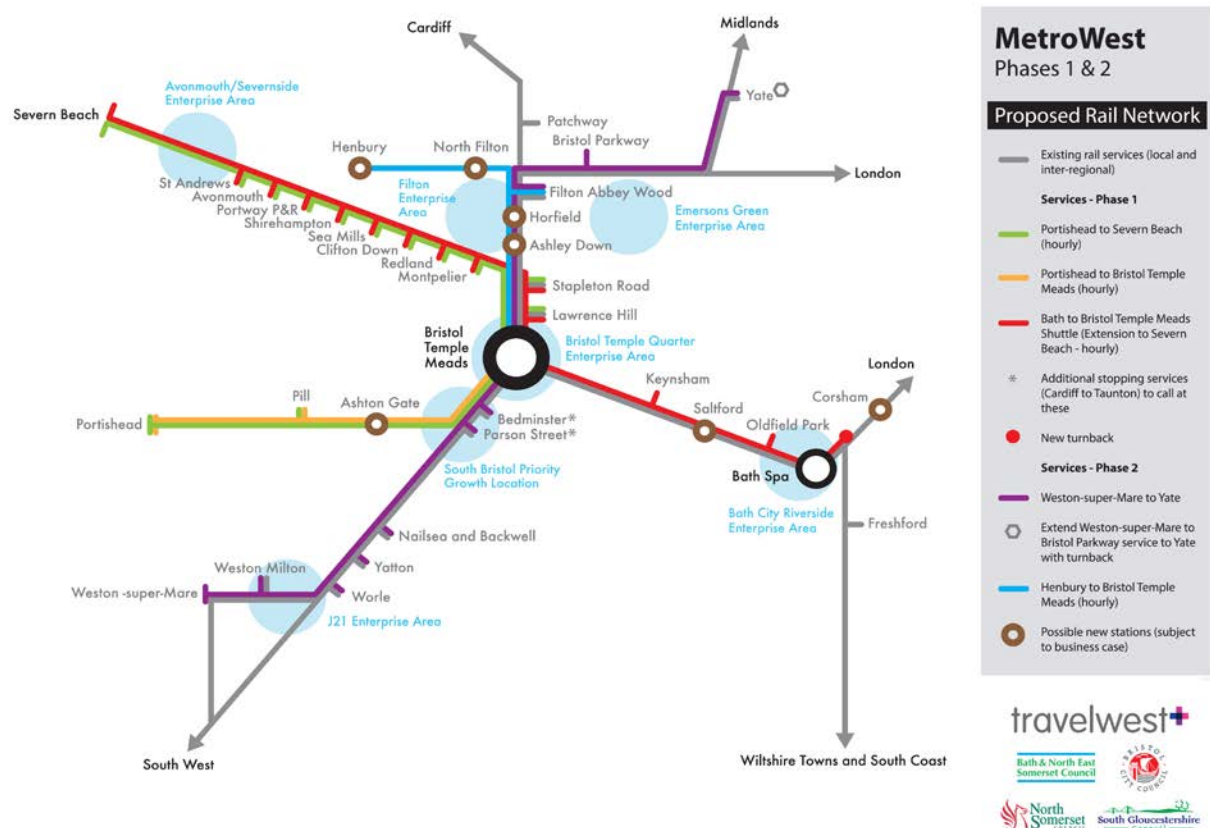 Cardiff
Midlands
Avonmouth/Severnside
Enterprise Area
Severn Beach
Yate
Patchway
Bristol Parkway
Henbury
North Filton
London
St Andrews
Avonmouth
Portway P&R
Shirehampton
Sea Mills
Clifton Down
Redland
Montpelier
Filton
Enterprise
Area
Filton Abbey Wood
Horfield
Ashley Down
Emersons Green
Enterprise Area
Stapleton Road
Lawrence Hill
Bristol
Temple
Meads
Bristol Temple Quarter
Enterprise Area
London
Keynsham
Corsham
Saltford
Oldfield Park
Bath Spa
Bath City Riverside
Enterprise Area
Freshford
Pill
Ashton Gate
Portishead
Bedminster*
Parson Street*
South Bristol Priority
Growth Location
Nailsea and Backwell
Weston Milton
Yatton
Weston -super-Mare
Worle
J21 Enterprise Area
South West
Wiltshire Towns and South Coast
MetroWest
Phases 1 & 2
Proposed Rail Network
Existing rail services (local and
inter-regional)
Services - Phase 1
Portishead to Severn Beach
(hourly)
Portishead to Bristol Temple
Meads (hourly)
Bath to Bristol Temple Meads
Shuttle (Extension to Severn
Beach - hourly)
* Additional stopping services
(Cardiff to Taunton) to call at
these
New turnback
Services - Phase 2
Weston-super-Mare to Yate
Extend Weston-super-Mare to
Bristol Parkway service to Yate
with turnback
Henbury to Bristol Temple
Meads (hourly)
Possible new stations (subject
to business case)
travelwest
Bath & North East
Somerset Council
BRISTOL
CITY COUNCIL
North
Somerset
South Gloucestershire